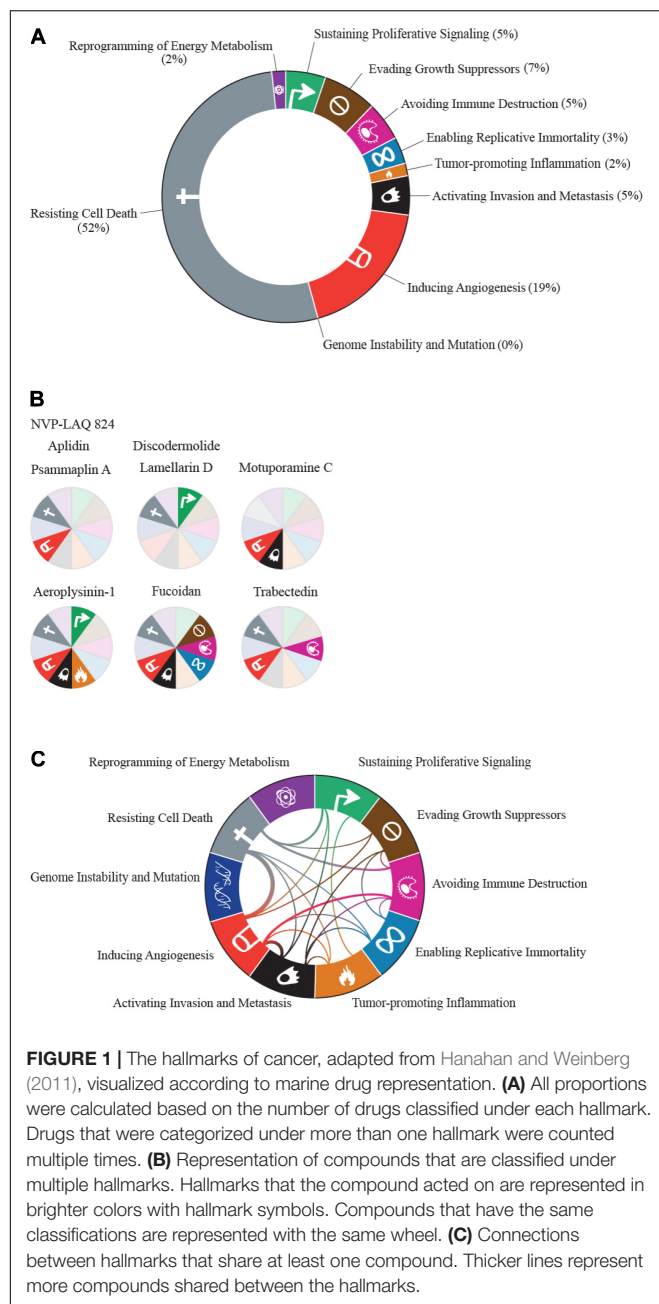 A
Reprogramming of Energy Metabolism
(2%)
Sustaining Proliferative Signaling (5%)
Evading Growth Suppressors (7%)
Avoiding Immune Destruction (5%)
Enabling Replicative Immortality (3%)
Tumor-promoting Inflammation (2%)
Activating Invasion and Metastasis (5%)
Resisting Cell Death
(52%)
Inducing Angiogenesis (19%)
Genome Instability and Mutation (0%)
B
NVP-LAQ 824
Aplidin
Psammaplin A
Discodermolide
Lamellarin D
Motuporamine C
Aeroplysinin-1
Fucoidan
Trabectedin
C
Reprogramming of Energy Metabolism
Sustaining Proliferative Signaling
Resisting Cell Death
Evading Growth Suppressors
Genome Instability and Mutation
Avoiding Immune Destruction
Inducing Angiogenesis
Enabling Replicative Immortality
Activating Invasion and Metastasis
Tumor-promoting Inflammation
FIGURE 1 | The hallmarks of cancer, adapted from Hanahan and Weinberg
(2011), visualized according to marine drug representation. (A) All proportions
were calculated based on the number of drugs classified under each hallmark.
Drugs that were categorized under more than one hallmark were counted
multiple times. (B) Representation of compounds that are classified under
multiple hallmarks. Hallmarks that the compound acted on are represented in
brighter colors with hallmark symbols. Compounds that have the same
classifications are represented with the same wheel. (C) Connections
between hallmarks that share at least one compound. Thicker lines represent
more compounds shared between the hallmarks.